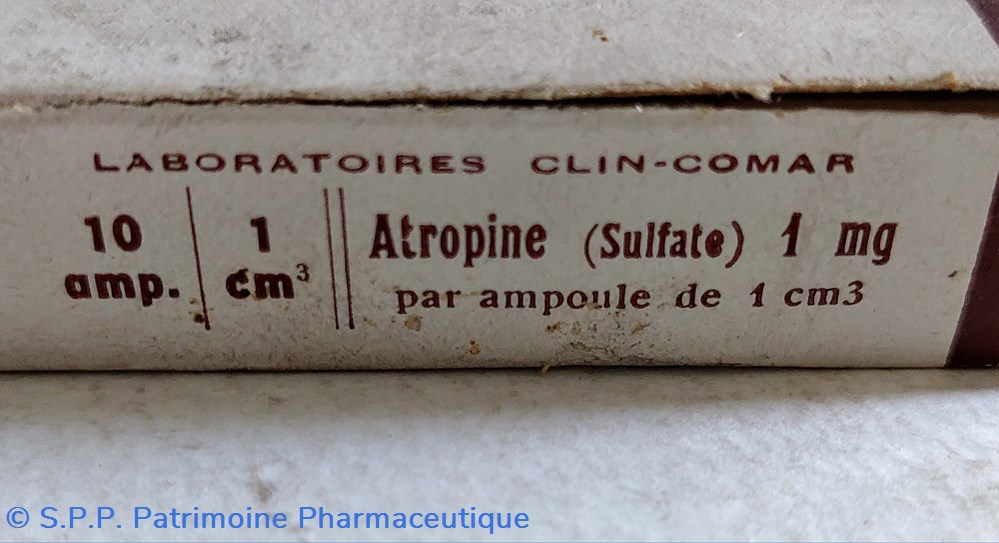 LABORATOIRES CLIN-COMAR
10
amp.
1
cm³
Atropine (Sulfate) 1 mg
par ampoule de 1 cm3
© S.P.P. Patrimoine Pharmaceutique